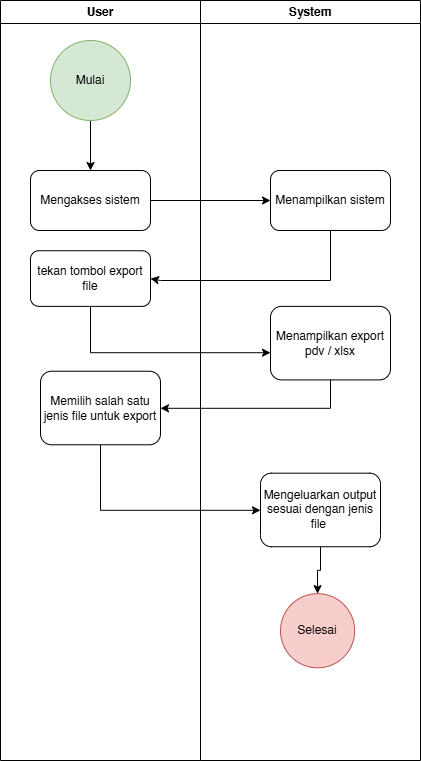 User
System
Mulai
Mengakses sistem
Menampilkan sistem
tekan tombol export
file
Menampilkan export
pdv / xlsx
Memilih salah satu
jenis file untuk export
Mengeluarkan output
sesuai dengan jenis
file
Selesai